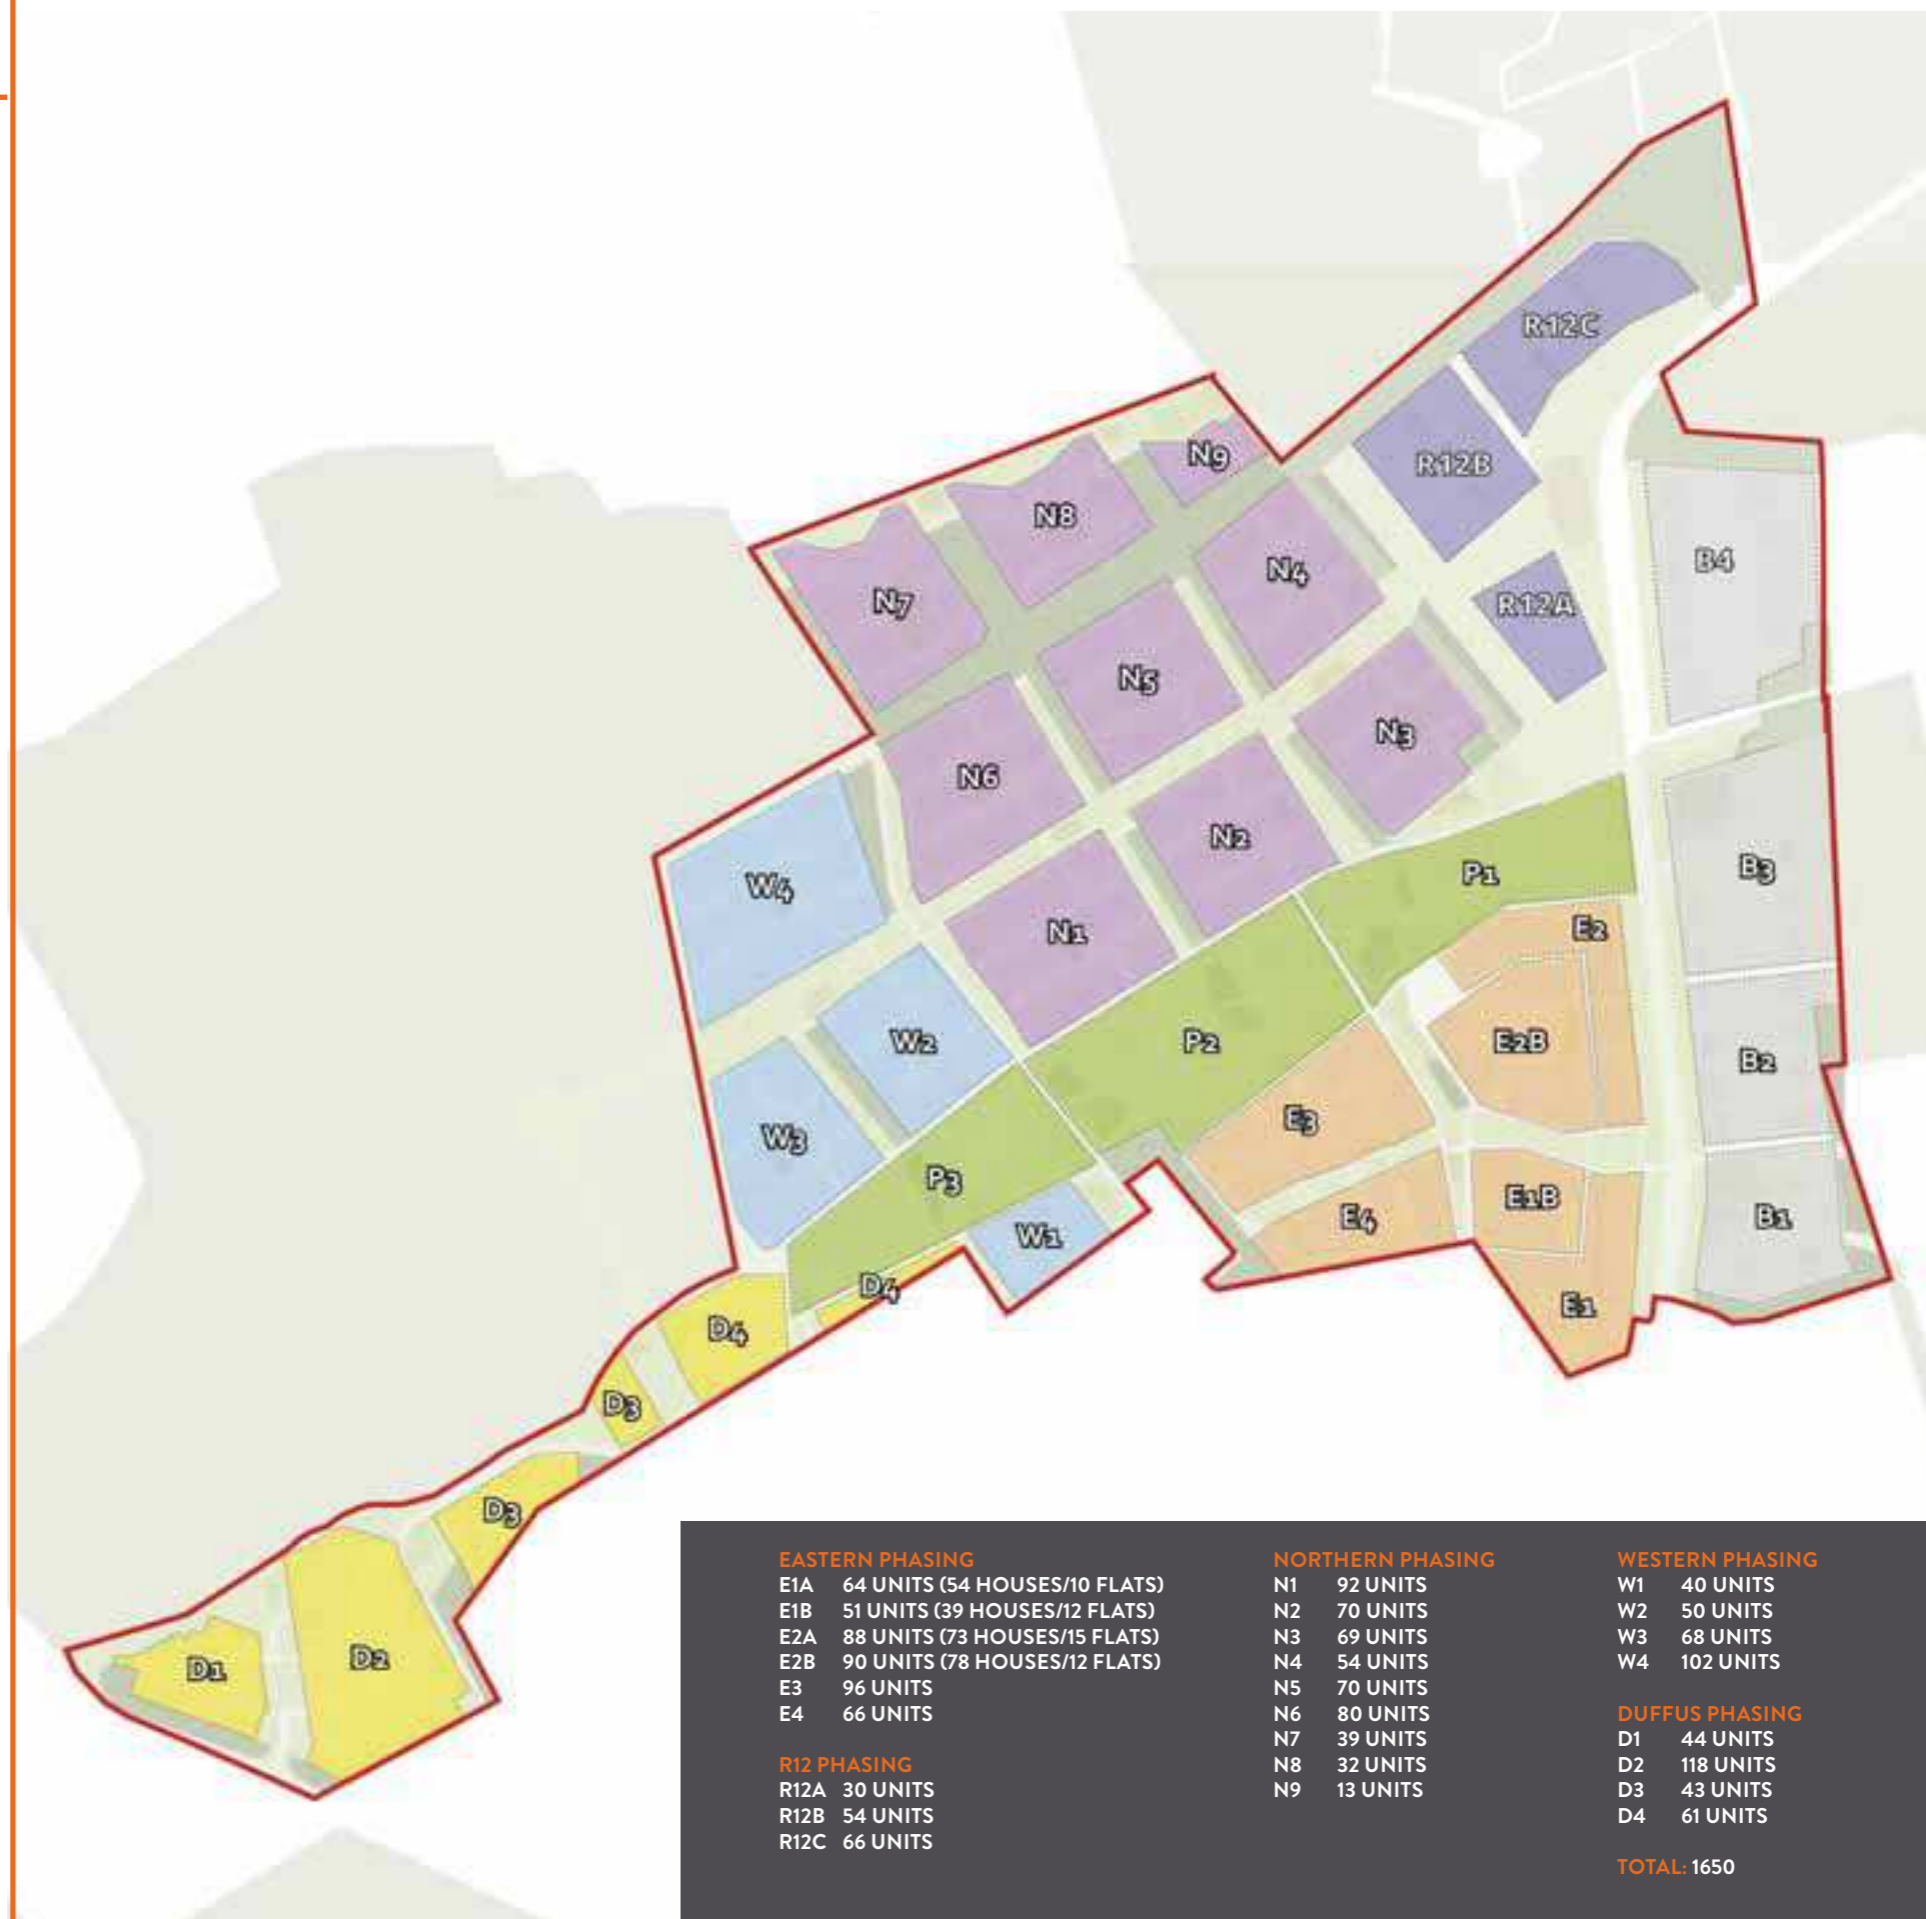 R12C
R12B
N9
N8
B4
N4
R12A
N7
N5
N3
N6
N2
B3
P1
W4
E2
N1
W2
P2
E2B
B2
E3
W3
P3
E1B
E4
B1
W1
D4
E1
D4
D3
D3
D2
D1
EASTERN PHASING
E1A 64 UNITS (54 HOUSES/10 FLATS)
E1B 51 UNITS (39 HOUSES/12 FLATS)
E2A 88 UNITS (73 HOUSES/15 FLATS)
E2B 90 UNITS (78 HOUSES/12 FLATS)
E3 96 UNITS
E4 66 UNITS
R12 PHASING
R12A 30 UNITS
R12B 54 UNITS
R12C 66 UNITS
NORTHERN PHASING
N1 92 UNITS
N2 70 UNITS
N3 69 UNITS
N4 54 UNITS
N5 70 UNITS
N6 80 UNITS
N7 39 UNITS
N8 32 UNITS
N9 13 UNITS
WESTERN PHASING
W1 40 UNITS
W2 50 UNITS
W3 68 UNITS
W4 102 UNITS
DUFFUS PHASING
D1 44 UNITS
D2 118 UNITS
D3 43 UNITS
D4 61 UNITS
TOTAL: 1650